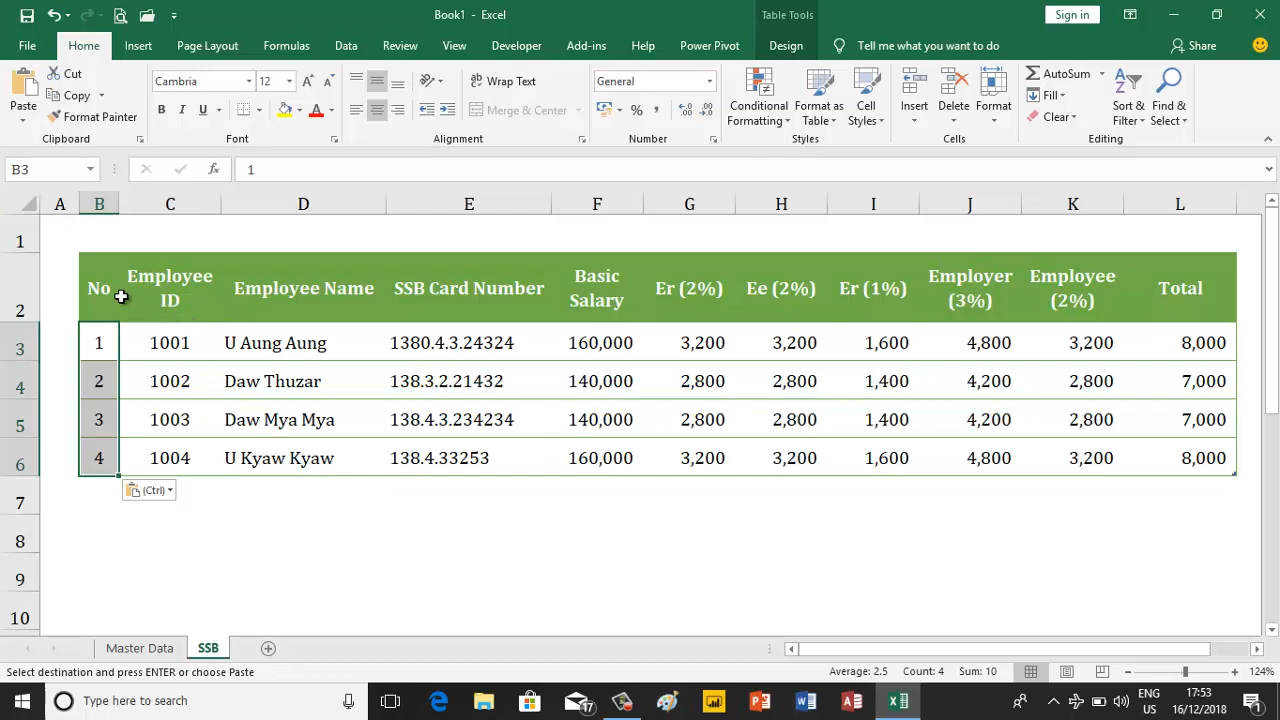 Book1 - Excel
Table Tools
Sign in
File Home Insert Page Layout Formulas Data Review View Developer Add-ins Help Power Pivot Design Tell me what you want to do Share
Paste
Cut
Copy
Format Painter
Clipboard
Cambria 12
B I U
Font
Wrap Text
Merge & Center
Alignment
General
% ,
Number
Conditional Formatting
Format as Table
Cell Styles
Styles
Insert Delete Format
Cells
AutoSum
Fill
Clear
Sort & Filter
Find & Select
Editing
B3 fx 1
A B C D E F G H I J K L
1
2 No Employee ID Employee Name SSB Card Number Basic Salary Er (2%) Ee (2%) Er (1%) Employer (3%) Employee (2%) Total
3 1 1001 U Aung Aung 1380.4.3.24324 160,000 3,200 3,200 1,600 4,800 3,200 8,000
4 2 1002 Daw Thuzar 138.3.2.21432 140,000 2,800 2,800 1,400 4,200 2,800 7,000
5 3 1003 Daw Mya Mya 138.4.3.234234 140,000 2,800 2,800 1,400 4,200 2,800 7,000
6 4 1004 U Kyaw Kyaw 138.4.33253 160,000 3,200 3,200 1,600 4,800 3,200 8,000
(Ctrl)
7
8
9
10
Master Data SSB
Select destination and press ENTER or choose Paste Average: 2.5 Count: 4 Sum: 10 124%
Type here to search 17 ENG US 17:53 16/12/2018 1